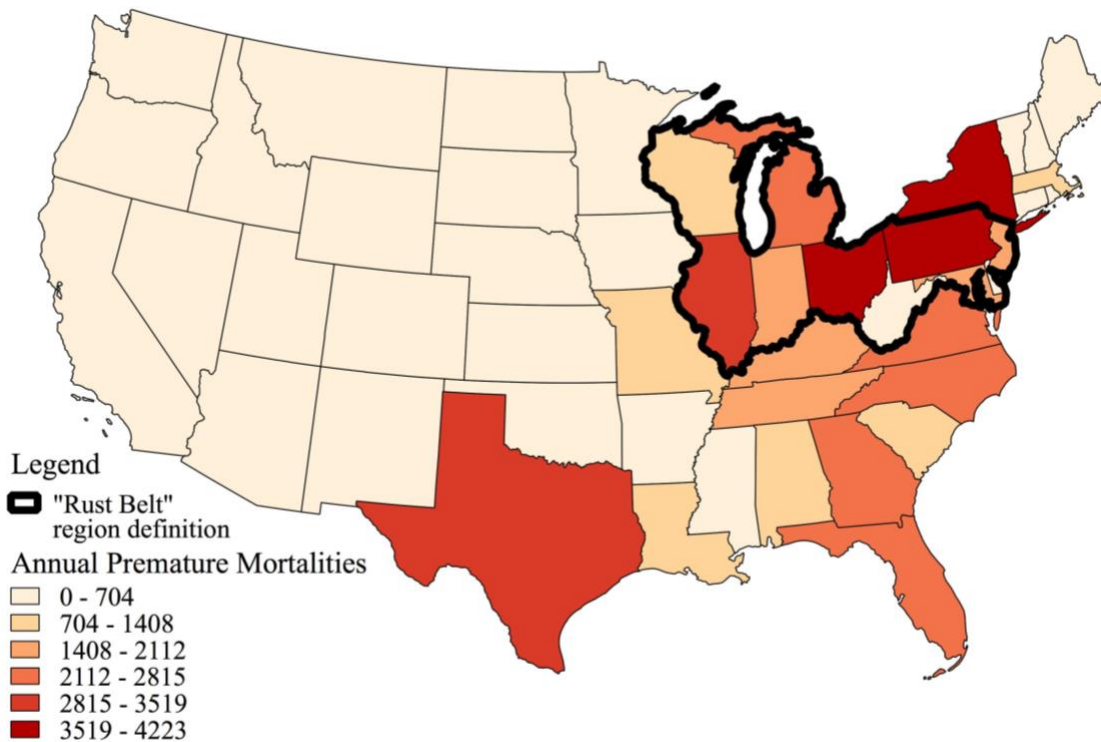 Legend
"Rust Belt"
region definition
Annual Premature Mortalities
0 - 704
704 - 1408
1408 - 2112
2112 - 2815
2815 - 3519
3519 - 4223